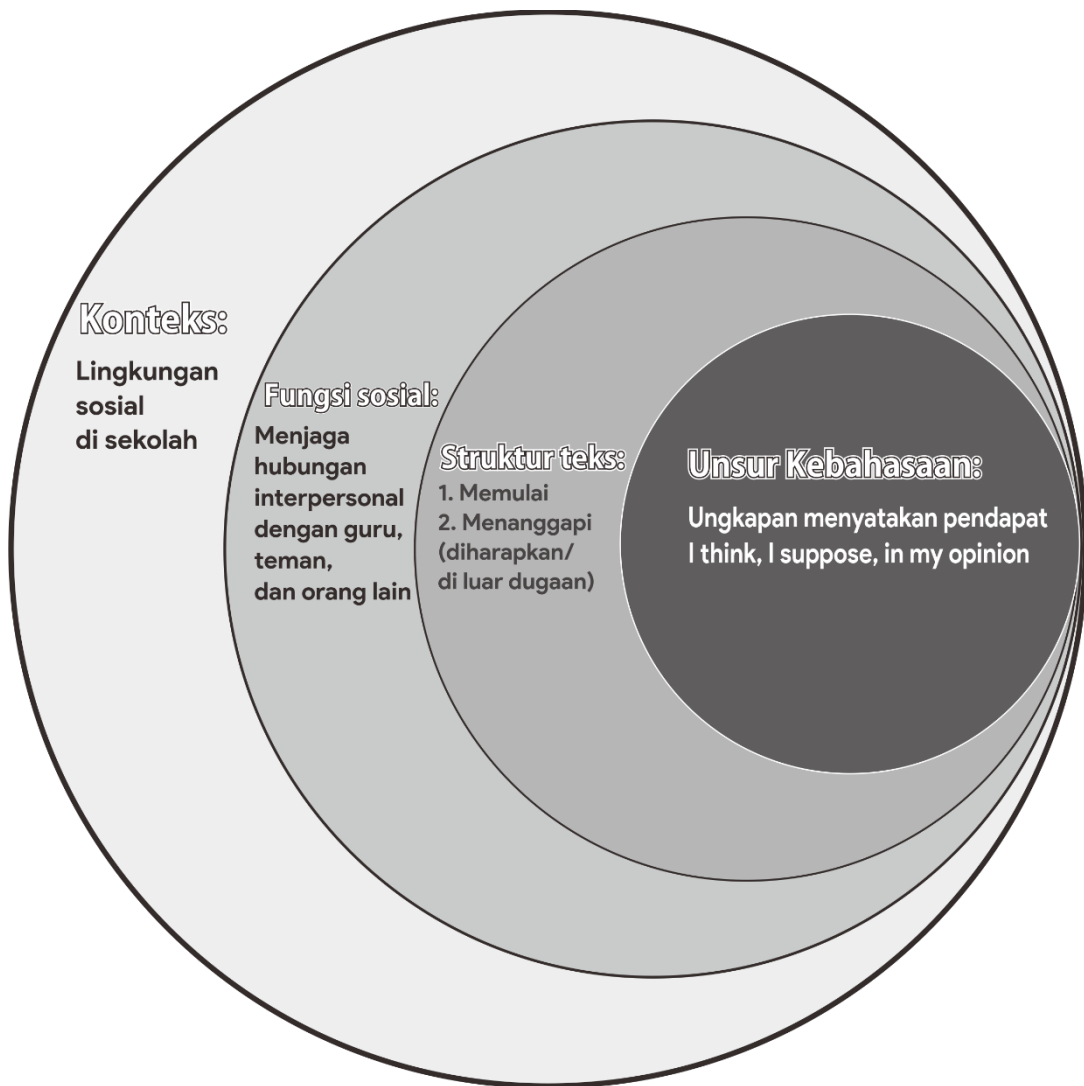 Konteks:
Lingkungan
sosial
di sekolah
Fungsi sosial:
Menjaga
hubungan
interpersonal
dengan guru,
teman,
dan orang lain
Struktur teks:
1. Memulai
2. Menanggapi
(diharapkan/
di luar dugaan)
Unsur Kebahasaan:
Ungkapan menyatakan pendapat
I think, I suppose, in my opinion